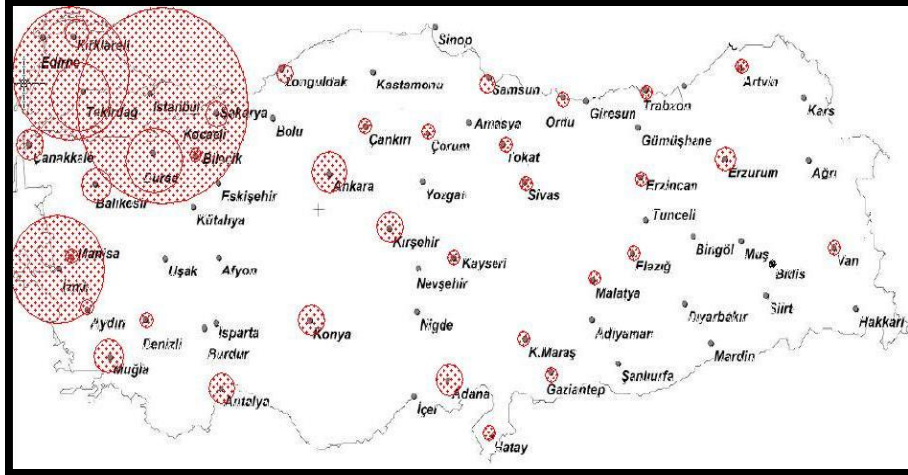 Sinop
Kırklareli
Edirne
Zonguldak
Kastamonu
Samsun
Artvin
Tekirdağ
İstanbul
Sakarya
Kocaeli
Bolu
Amasya
Ordu
Giresun
Trabzon
Kars
Gümüşhane
Çanakkale
Bilecik
Çankırı
Çorum
Tokat
Bursa
Ankara
Erzurum
Ağrı
Balıkesir
Eskişehir
Yozgat
Sivas
Erzincan
Kütahya
Tunceli
Kırşehir
Manisa
Uşak
Afyon
Kayseri
Elazığ
Bingöl
Muş
Van
Bitlis
İzmir
Nevşehir
Malatya
Siirt
Aydın
Denizli
Isparta
Burdur
Konya
Niğde
Adıyaman
Diyarbakır
Hakkari
Muğla
K.Maraş
Mardin
Antalya
Adana
İçel
Gaziantep
Şanlıurfa
Hatay